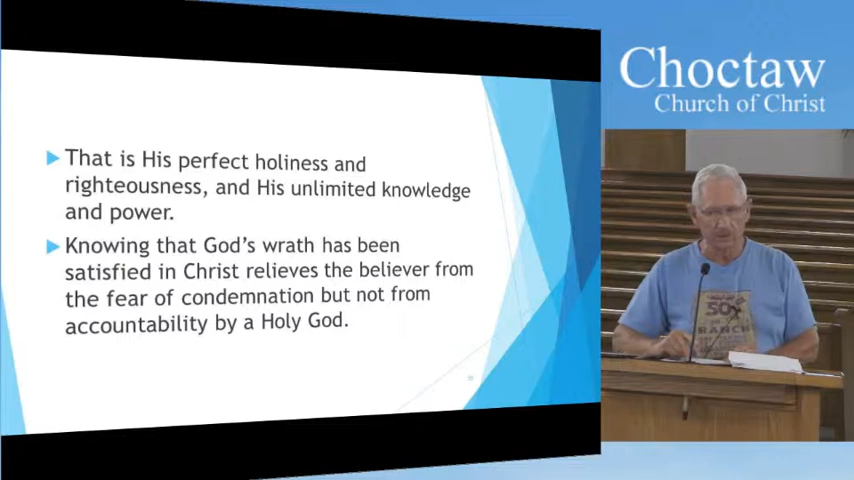 Choctaw
Church of Christ
That is His perfect holiness and
righteousness, and His unlimited knowledge
and power.
Knowing that God's wrath has been
satisfied in Christ relieves the believer from
the fear of condemnation but not from
accountability by a Holy God.
50
RANCH